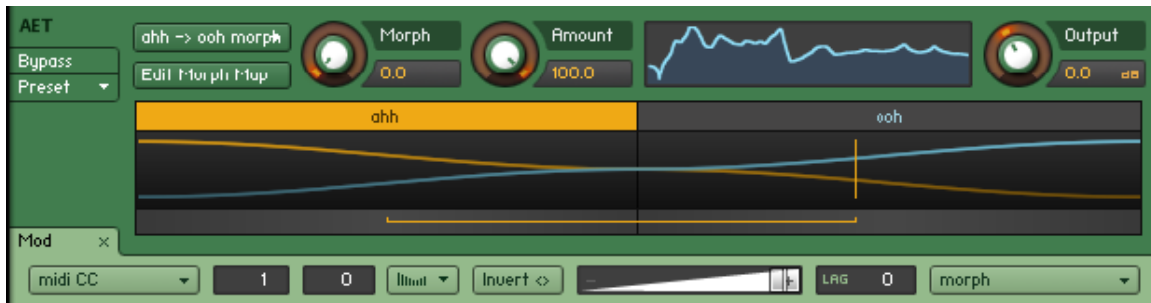 AET
Bypass
Preset
ahh -> ooh morph
Edit Morph Map
Morph
0.0
Amount
100.0
Output
0.0 dB
ahh
ooh
Mod ×
midi CC
1
0
Invert <>
LAG 0
morph